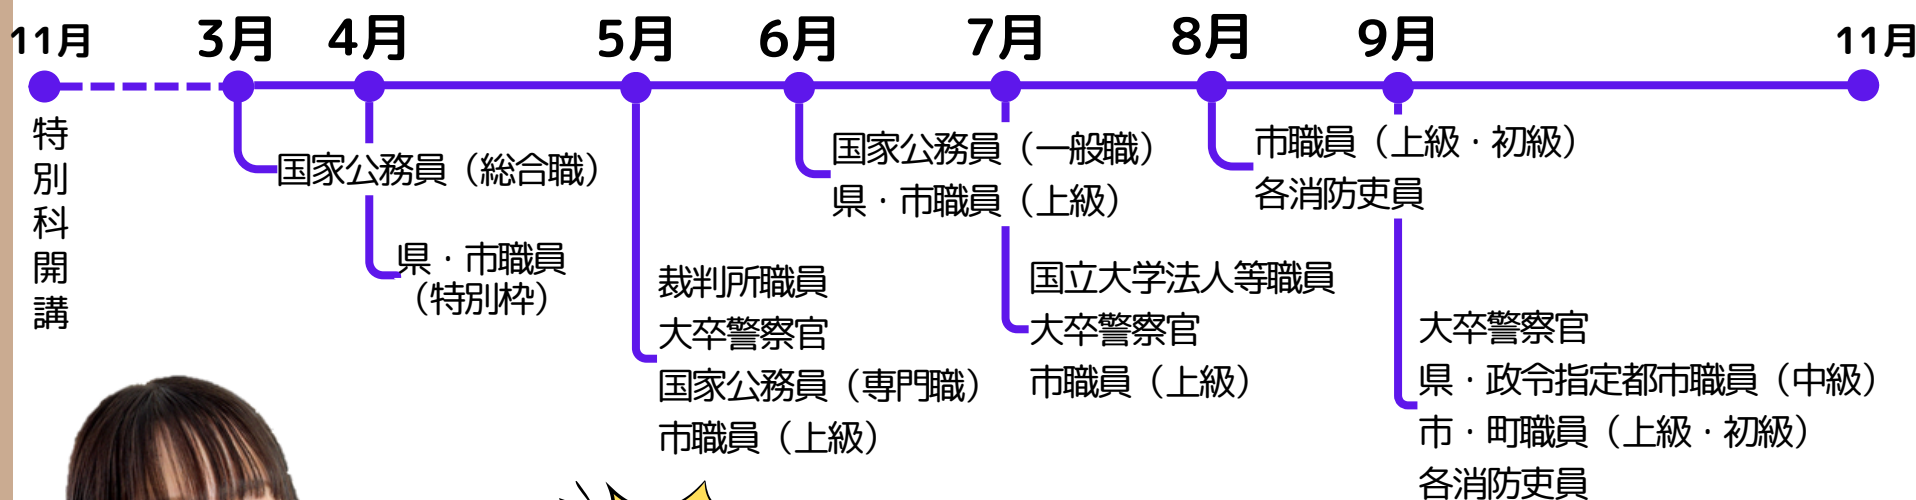 11月
3月
4月
5月
6月
7月
8月
9月
11月
特別科開講
国家公務員（総合職）
県・市職員
（特別枠）
裁判所職員
大卒警察官
国家公務員（専門職）
市職員（上級）
国家公務員（一般職）
県・市職員（上級）
国立大学法人等職員
大卒警察官
市職員（上級）
市職員（上級・初級）
各消防吏員
大卒警察官
県・政令指定都市職員（中級）
市・町職員（上級・初級）
各消防吏員